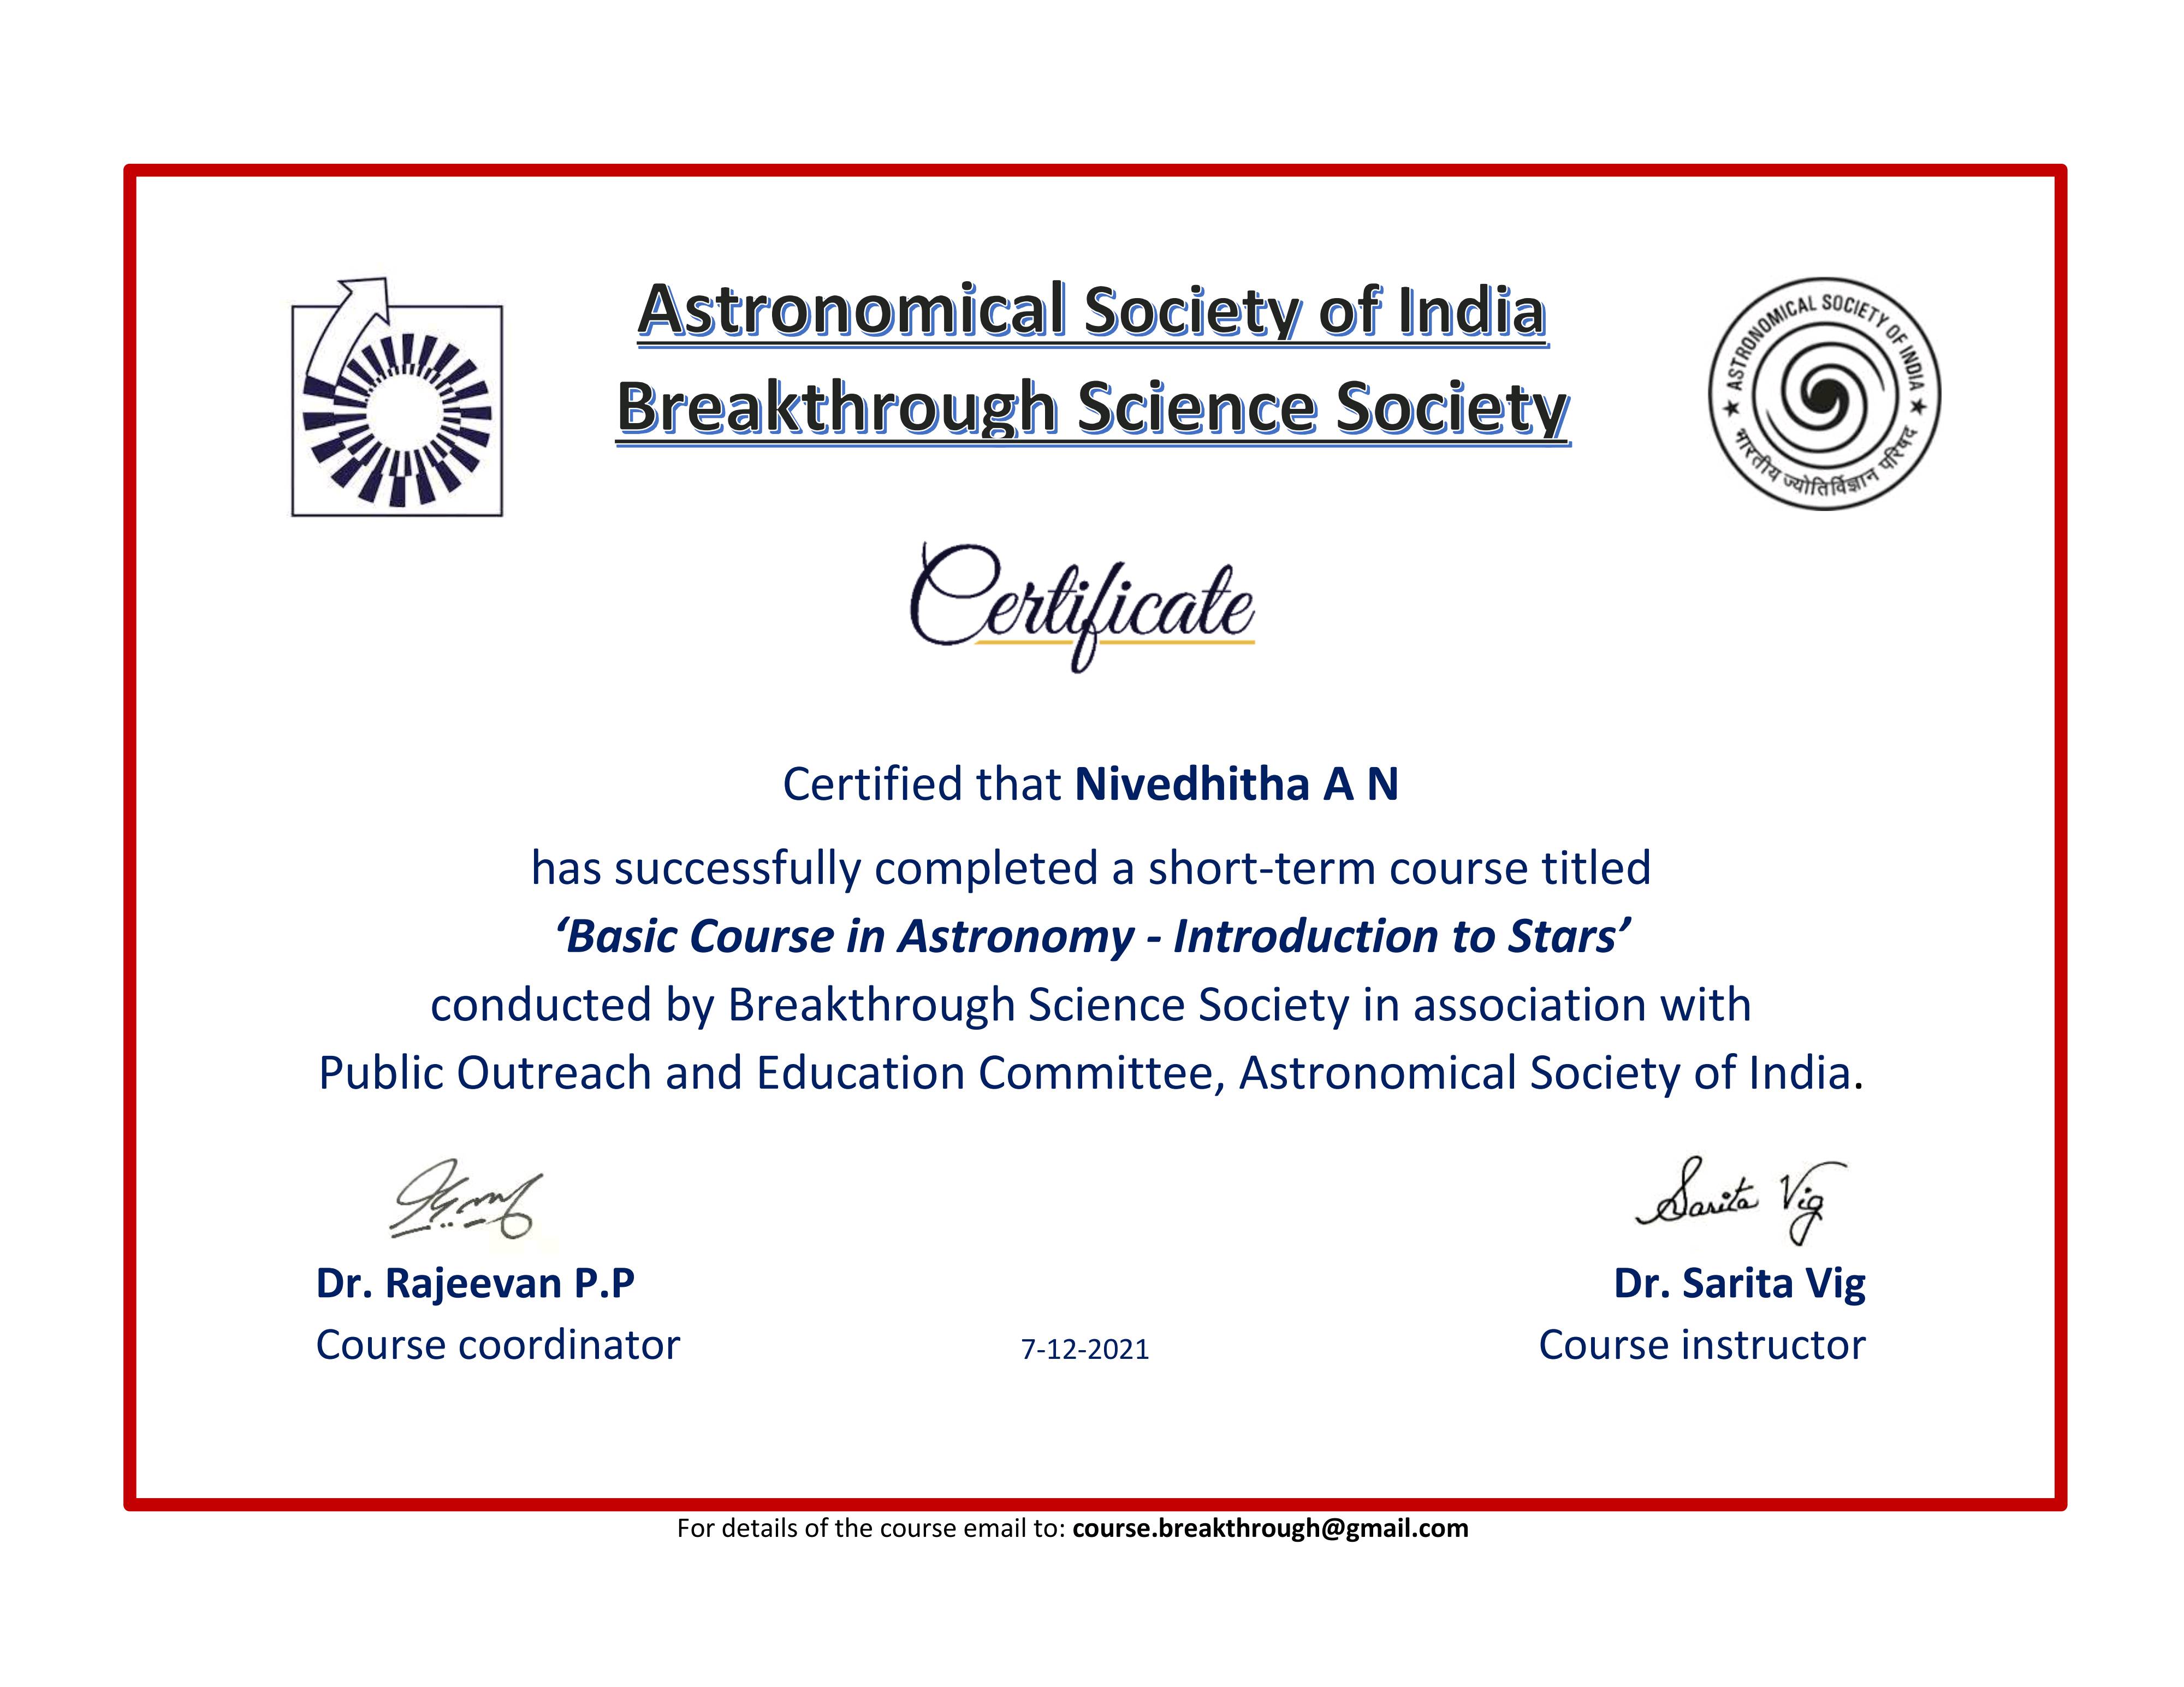 Astronomical Society of India
Breakthrough Science Society
★ ASTRONOMICAL SOCIETY OF INDIA ★
भारतीय ज्योतिर्विज्ञान परिषद
Certificate
Certified that Nivedhitha A N
has successfully completed a short-term course titled
‘Basic Course in Astronomy - Introduction to Stars’
conducted by Breakthrough Science Society in association with
Public Outreach and Education Committee, Astronomical Society of India.
Sarita Vig
Dr. Rajeevan P.P
Dr. Sarita Vig
Course coordinator
7-12-2021
Course instructor
For details of the course email to: course.breakthrough@gmail.com